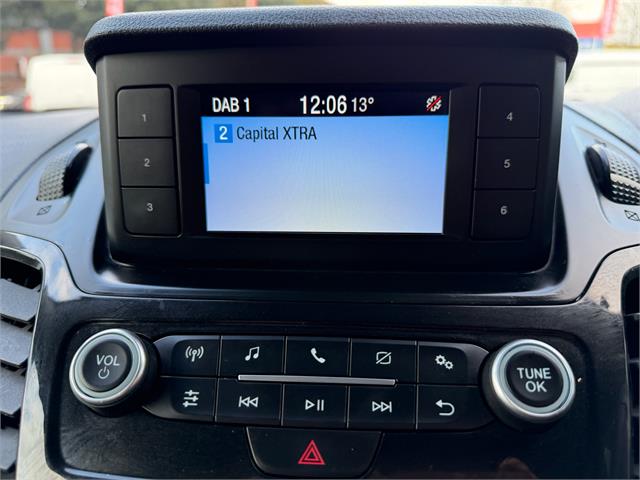 DAB 1 12:06 13°
2 Capital XTRA
1
2
3
4
5
6
VOL
TUNE
OK